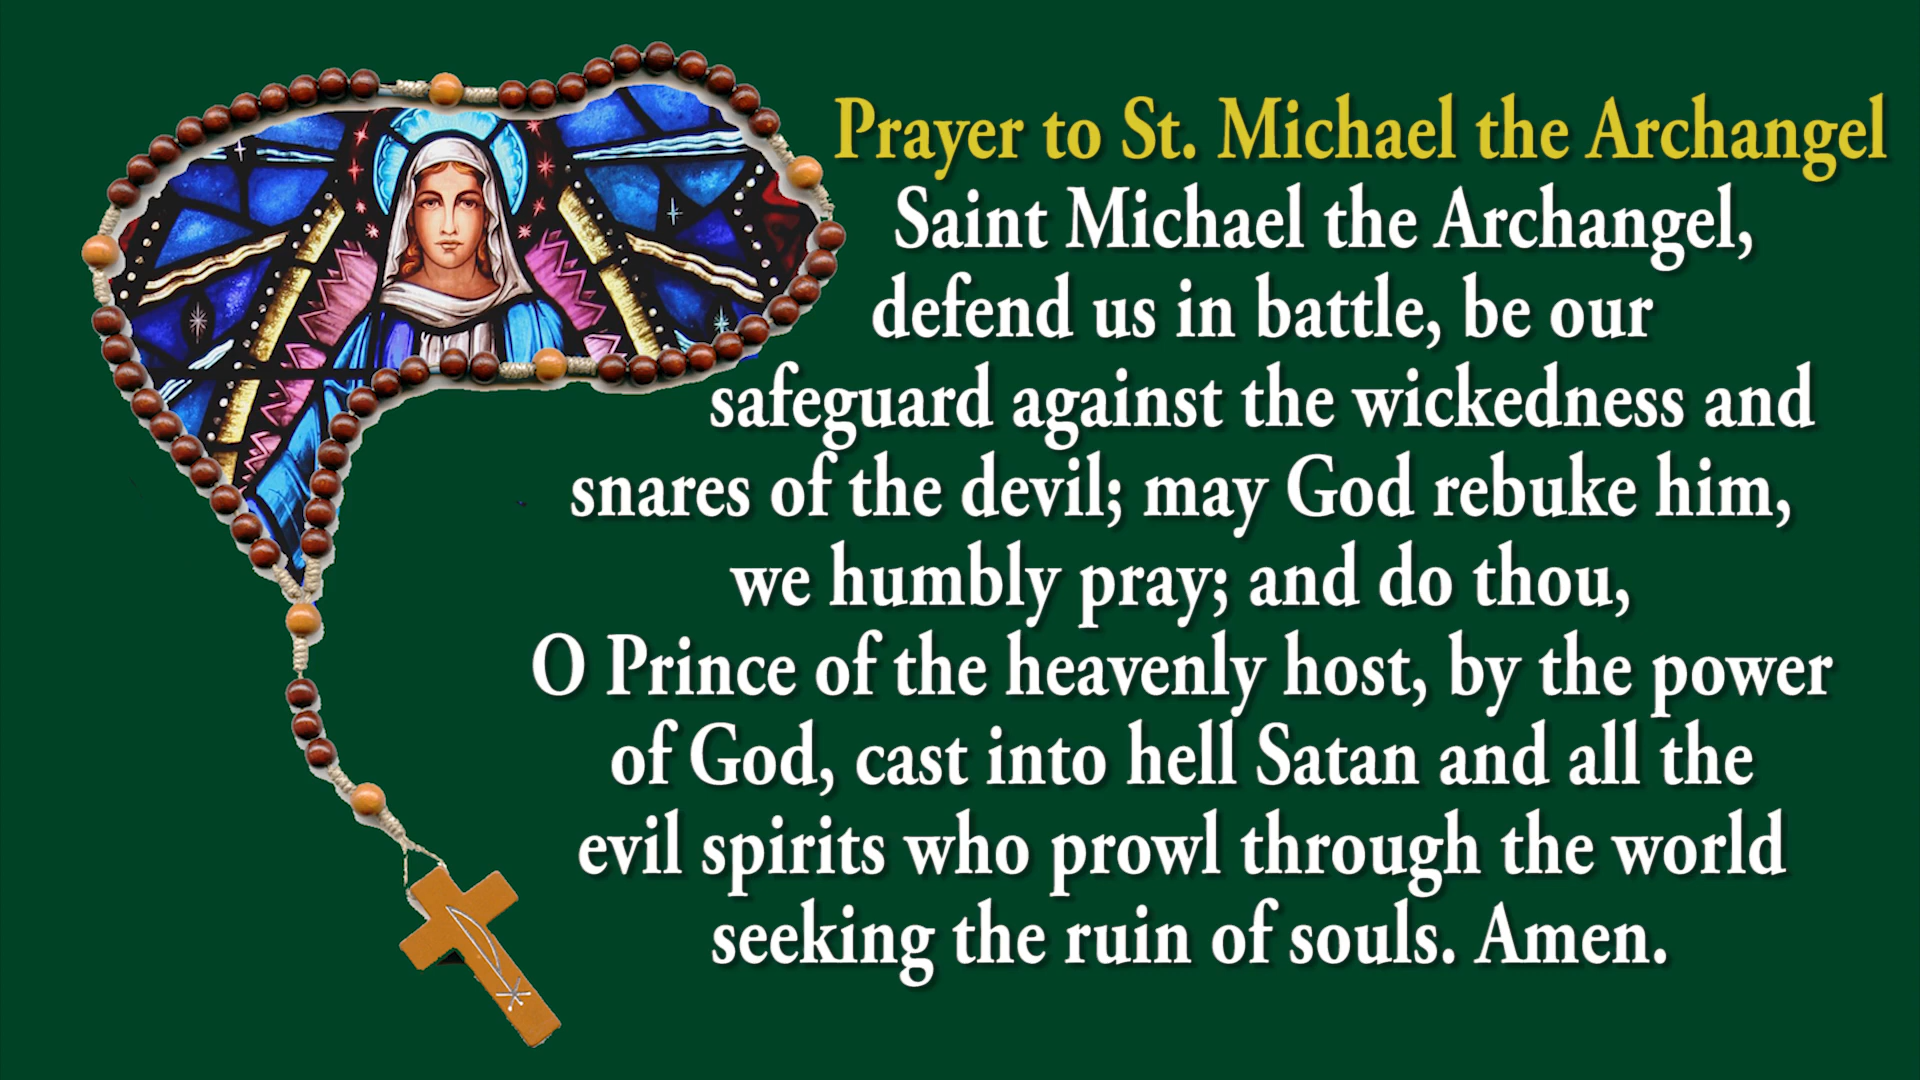 Prayer to St. Michael the Archangel
Saint Michael the Archangel,
defend us in battle, be our
safeguard against the wickedness and
snares of the devil; may God rebuke him,
we humbly pray; and do thou,
O Prince of the heavenly host, by the power
of God, cast into hell Satan and all the
evil spirits who prowl through the world
seeking the ruin of souls. Amen.